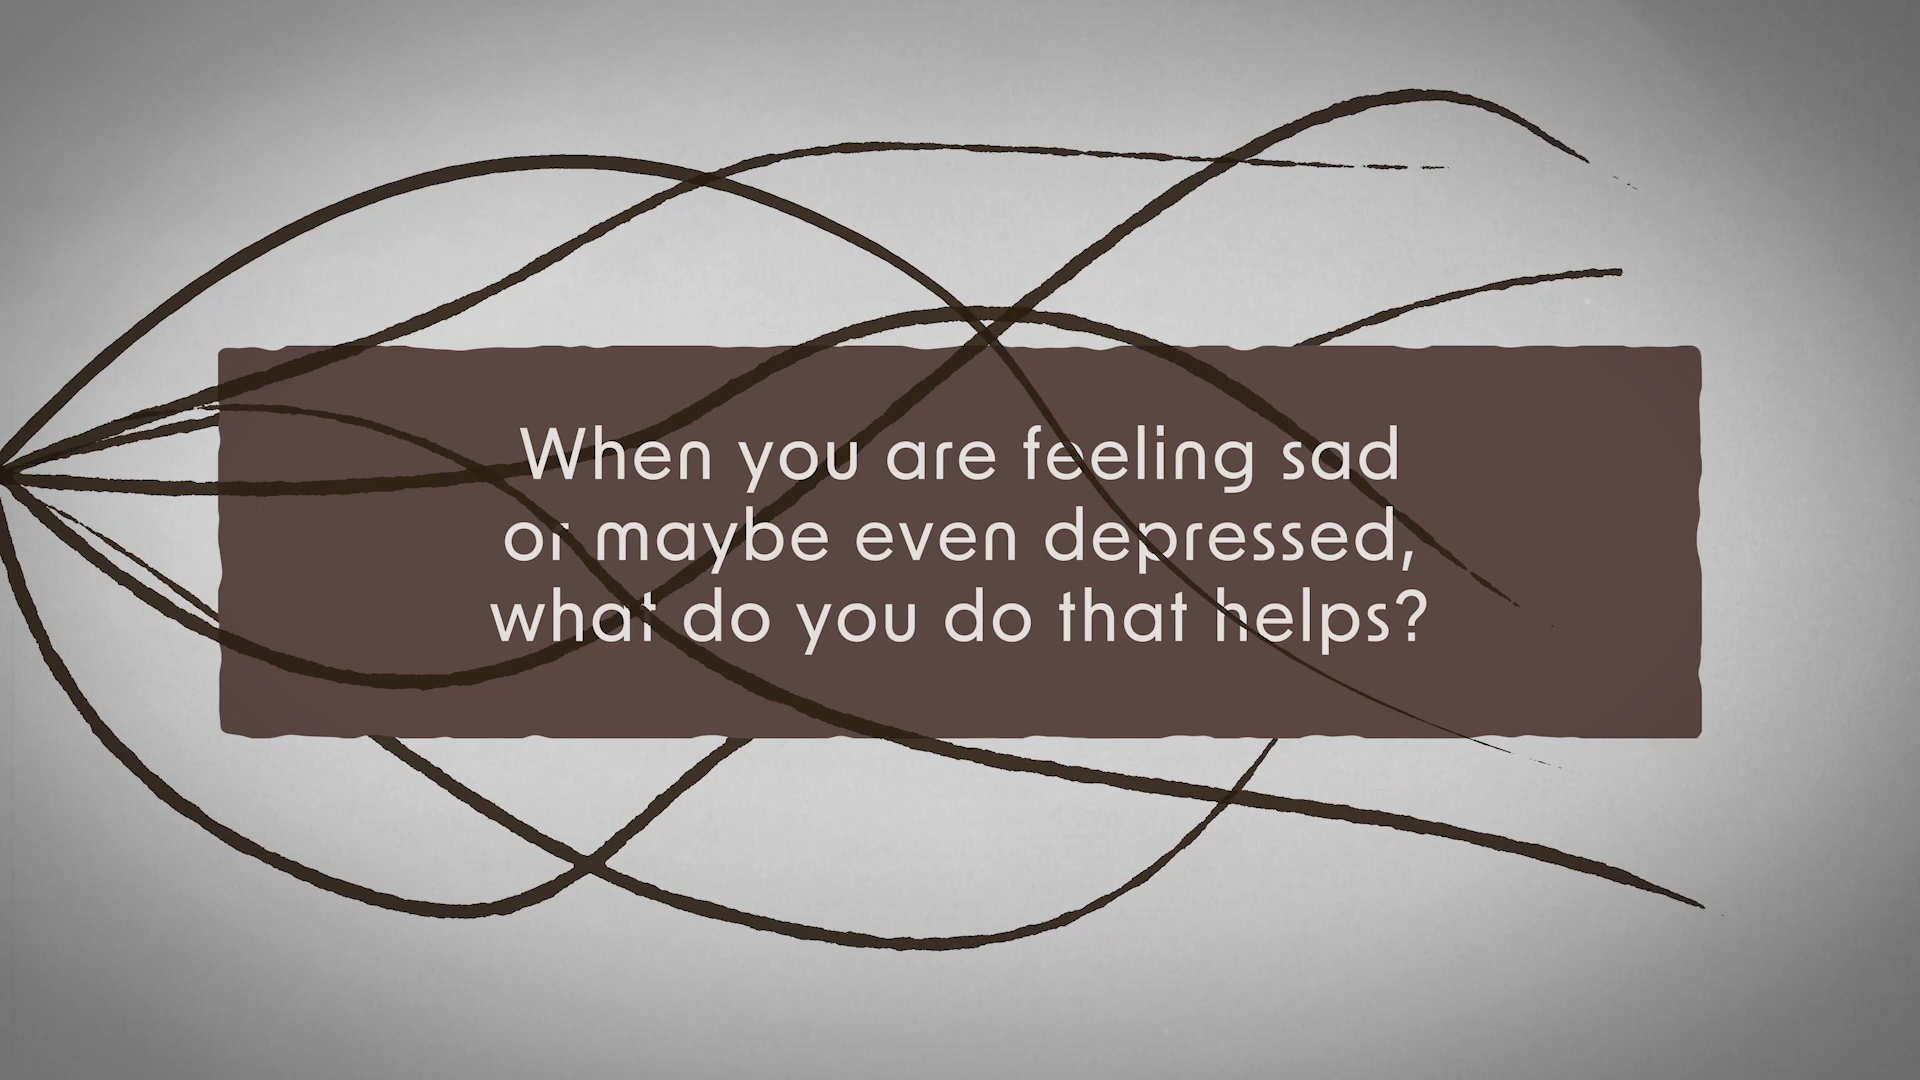 When you are feeling sad
or maybe even depressed,
what do you do that helps?